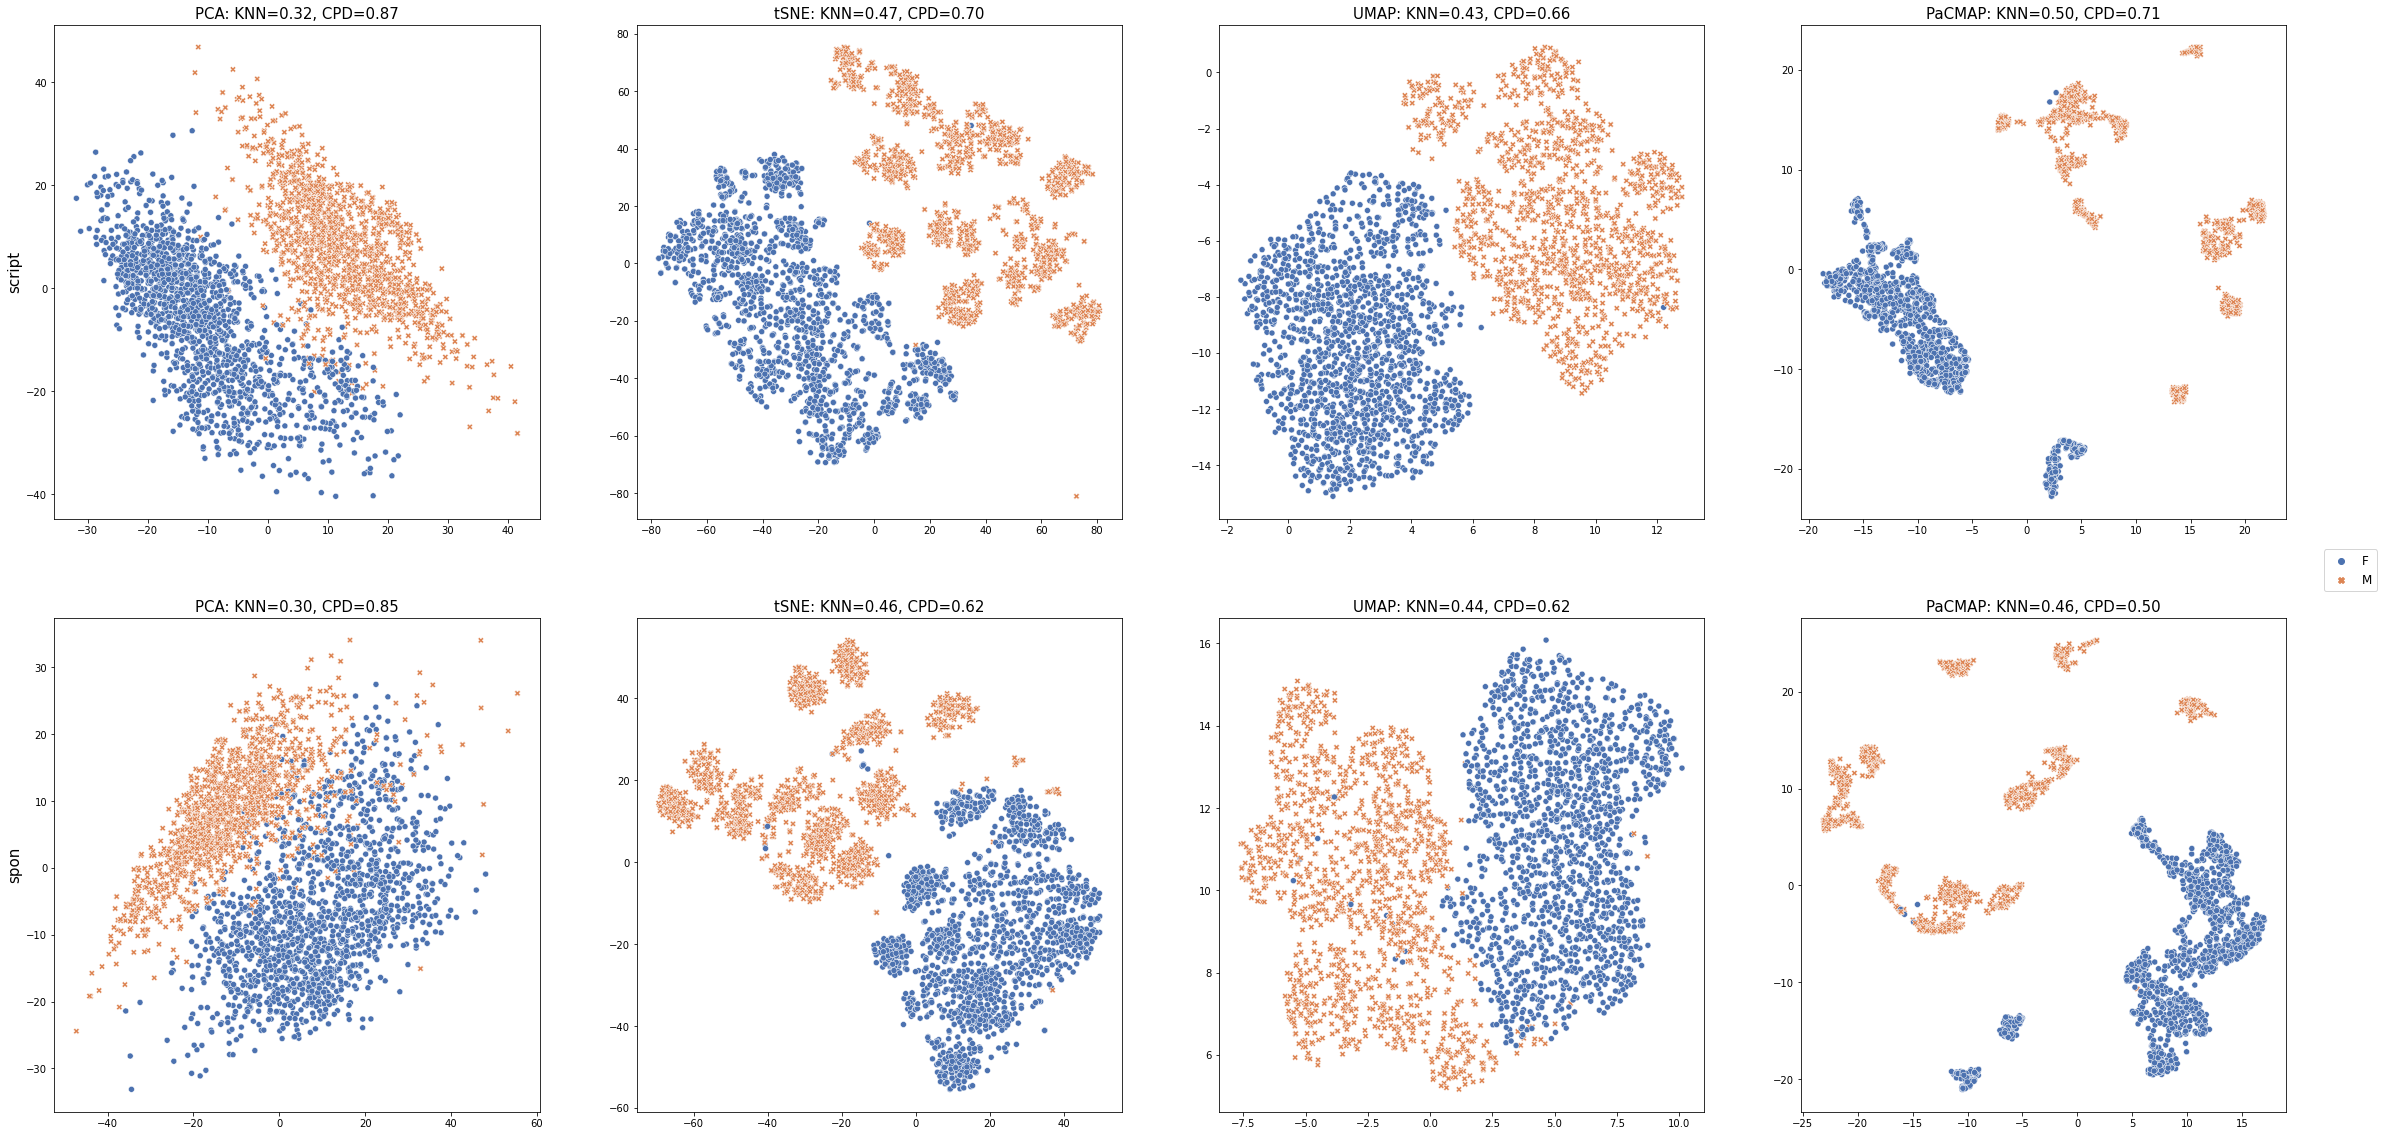 PCA: KNN=0.32, CPD=0.87
script
40
20
0
−20
−40
−30 −20 −10 0 10 20 30 40
tSNE: KNN=0.47, CPD=0.70
80
60
40
20
0
−20
−40
−60
−80
−80 −60 −40 −20 0 20 40 60 80
UMAP: KNN=0.43, CPD=0.66
0
−2
−4
−6
−8
−10
−12
−14
−2 0 2 4 6 8 10 12
PaCMAP: KNN=0.50, CPD=0.71
20
10
0
−10
−20
−20 −15 −10 −5 0 5 10 15 20
F
M
PCA: KNN=0.30, CPD=0.85
spon
30
20
10
0
−10
−20
−30
−40 −20 0 20 40 60
tSNE: KNN=0.46, CPD=0.62
40
20
0
−20
−40
−60
−60 −40 −20 0 20 40
UMAP: KNN=0.44, CPD=0.62
16
14
12
10
8
6
−7.5 −5.0 −2.5 0.0 2.5 5.0 7.5 10.0
PaCMAP: KNN=0.46, CPD=0.50
20
10
0
−10
−20
−25 −20 −15 −10 −5 0 5 10 15